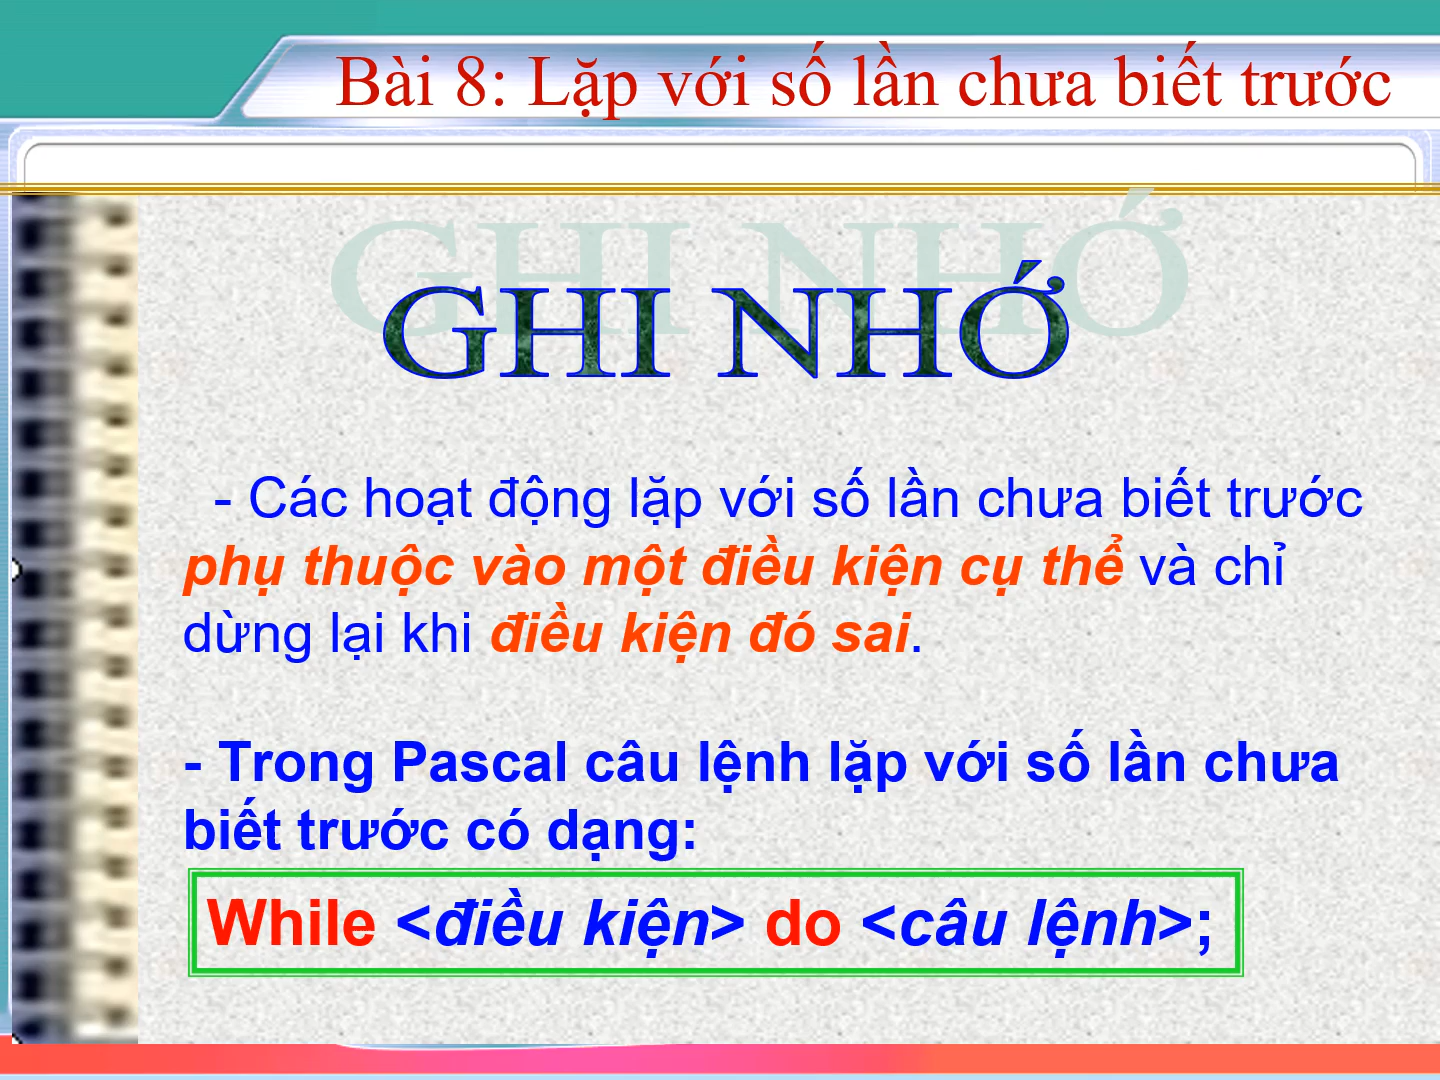 Bài 8: Lặp với số lần chưa biết trước
GHI NHỚ
- Các hoạt động lặp với số lần chưa biết trước
phụ thuộc vào một điều kiện cụ thể và chỉ
dừng lại khi điều kiện đó sai.
- Trong Pascal câu lệnh lặp với số lần chưa
biết trước có dạng:
While <điều kiện> do <câu lệnh>;